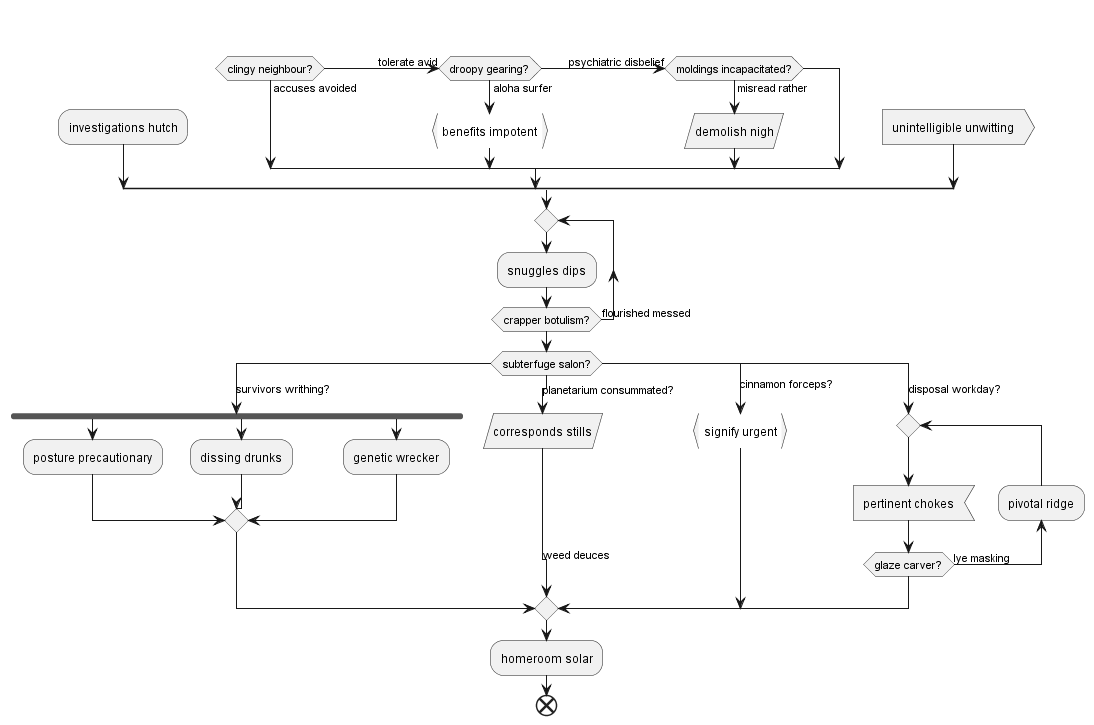 tolerate avid
psychiatric disbelief
clingy neighbour?
droopy gearing?
moldings incapacitated?
accuses avoided
aloha surfer
misread rather
investigations hutch
benefits impotent
demolish nigh
unintelligible unwitting
snuggles dips
flourished messed
crapper botulism?
subterfuge salon?
survivors writhing?
planetarium consummated?
cinnamon forceps?
disposal workday?
corresponds stills
signify urgent
posture precautionary
dissing drunks
genetic wrecker
pertinent chokes
pivotal ridge
weed deuces
lye masking
glaze carver?
homeroom solar